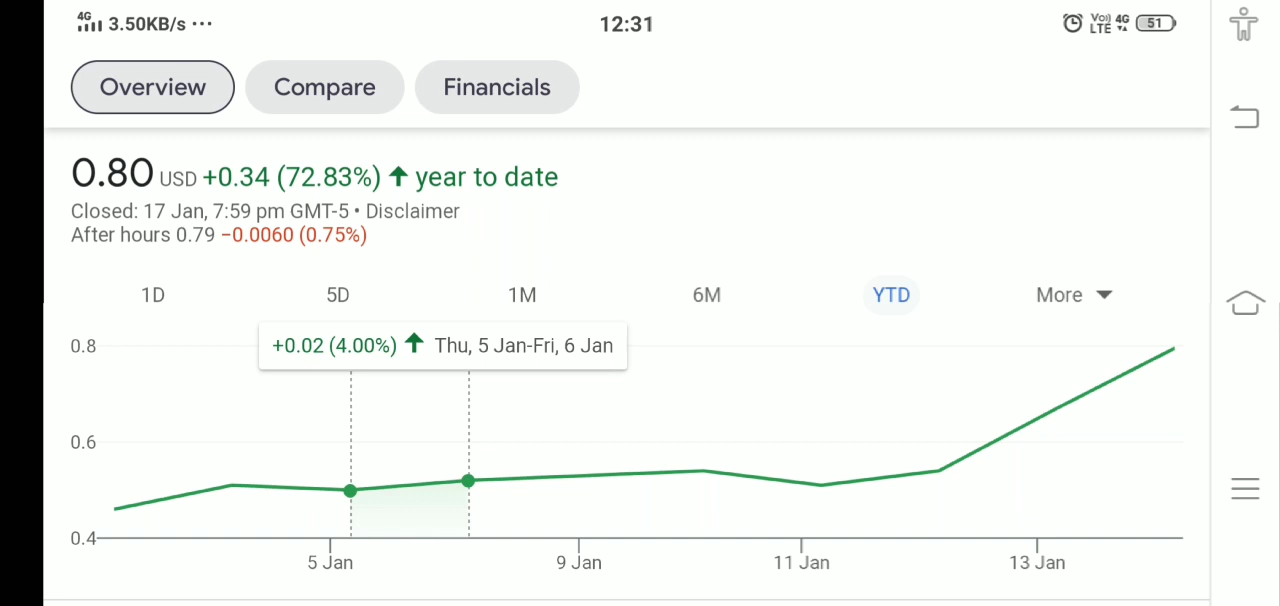 4G 3.50KB/s ··· 12:31 Vo)) LTE 4G 51
Overview Compare Financials
0.80 USD +0.34 (72.83%) ↑ year to date
Closed: 17 Jan, 7:59 pm GMT-5 • Disclaimer
After hours 0.79 −0.0060 (0.75%)
1D 5D 1M 6M YTD More
+0.02 (4.00%) ↑ Thu, 5 Jan-Fri, 6 Jan
0.8
0.6
0.4
5 Jan 9 Jan 11 Jan 13 Jan